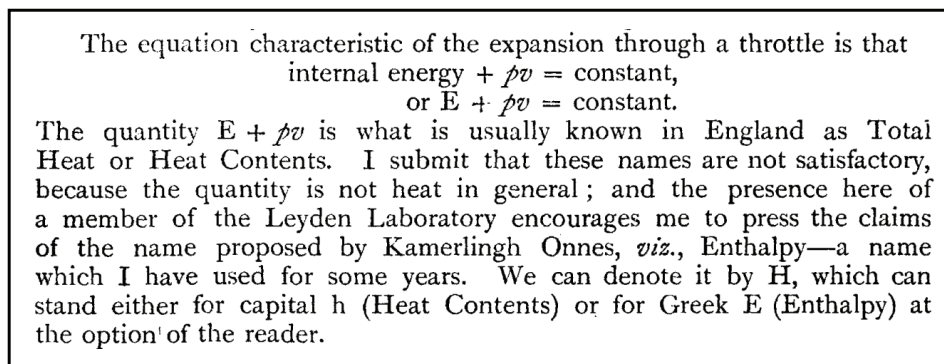 The equation characteristic of the expansion through a throttle is that
internal energy + pv = constant,
or E + pv = constant.
The quantity E + pv is what is usually known in England as Total
Heat or Heat Contents. I submit that these names are not satisfactory,
because the quantity is not heat in general; and the presence here of
a member of the Leyden Laboratory encourages me to press the claims
of the name proposed by Kamerlingh Onnes, viz., Enthalpy—a name
which I have used for some years. We can denote it by H, which can
stand either for capital h (Heat Contents) or for Greek E (Enthalpy) at
the option of the reader.